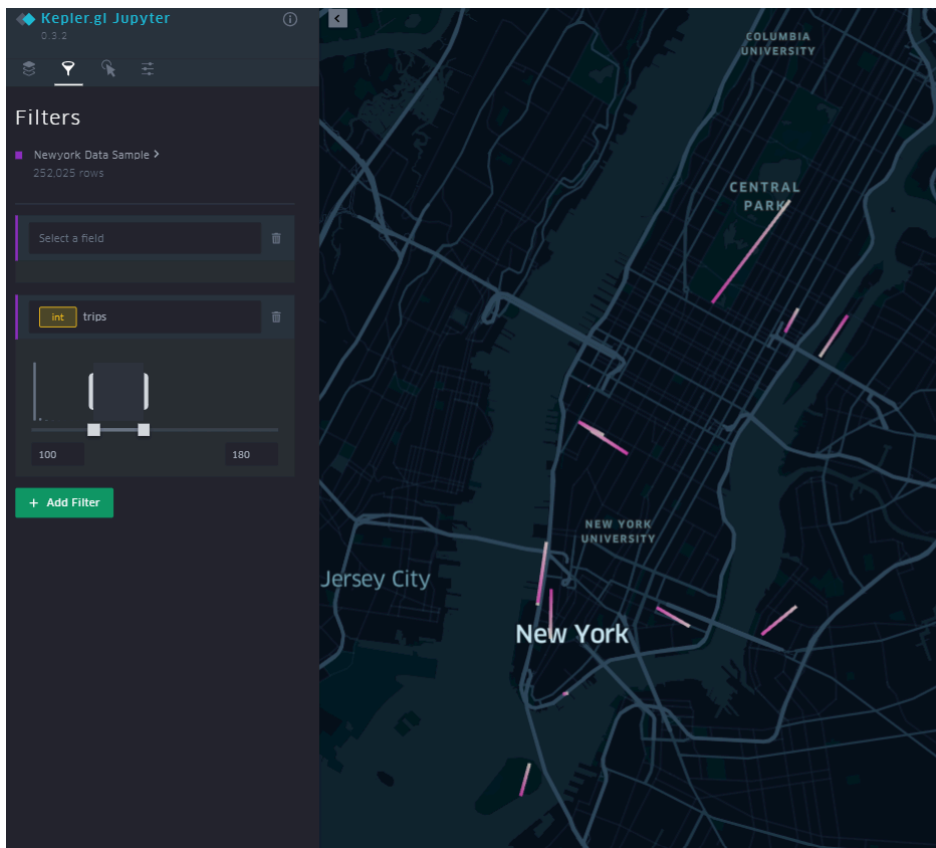 Kepler.gl Jupyter
0.3.2
Filters
Newyork Data Sample
252,025 rows
Select a field
int trips
100 180
+ Add Filter
COLUMBIA
UNIVERSITY
CENTRAL
PARK
NEW YORK
UNIVERSITY
Jersey City
New York